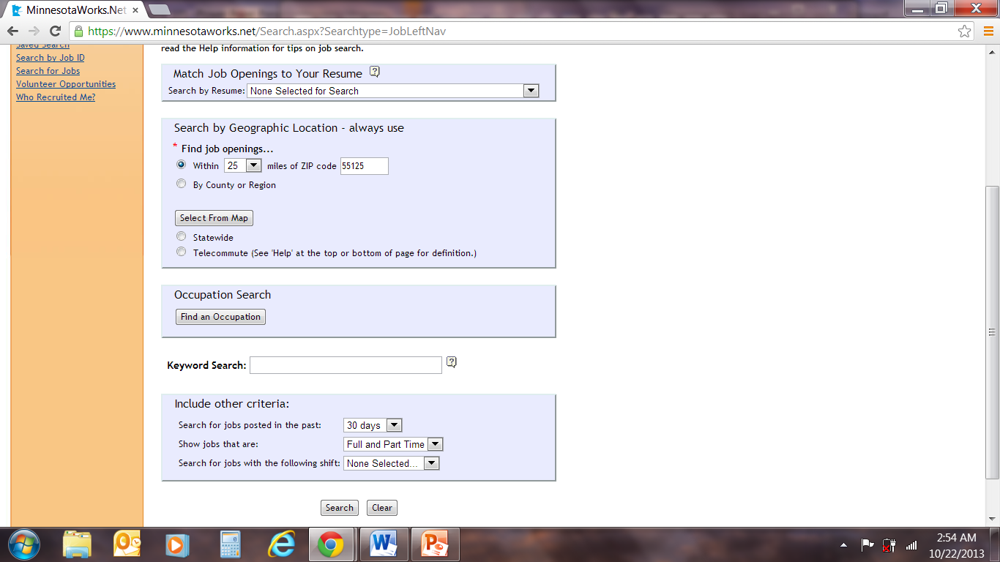 MinnesotaWorks.Net
https://www.minnesotaworks.net/Search.aspx?Searchtype=JobLeftNav
Saved Search
Search by Job ID
Search for Jobs
Volunteer Opportunities
Who Recruited Me?
read the Help information for tips on job search.
Match Job Openings to Your Resume ?
Search by Resume: None Selected for Search
Search by Geographic Location - always use
* Find job openings...
Within 25 miles of ZIP code 55125
By County or Region
Select From Map
Statewide
Telecommute (See 'Help' at the top or bottom of page for definition.)
Occupation Search
Find an Occupation
Keyword Search: ?
Include other criteria:
Search for jobs posted in the past: 30 days
Show jobs that are: Full and Part Time
Search for jobs with the following shift: None Selected...
Search Clear
2:54 AM
10/22/2013